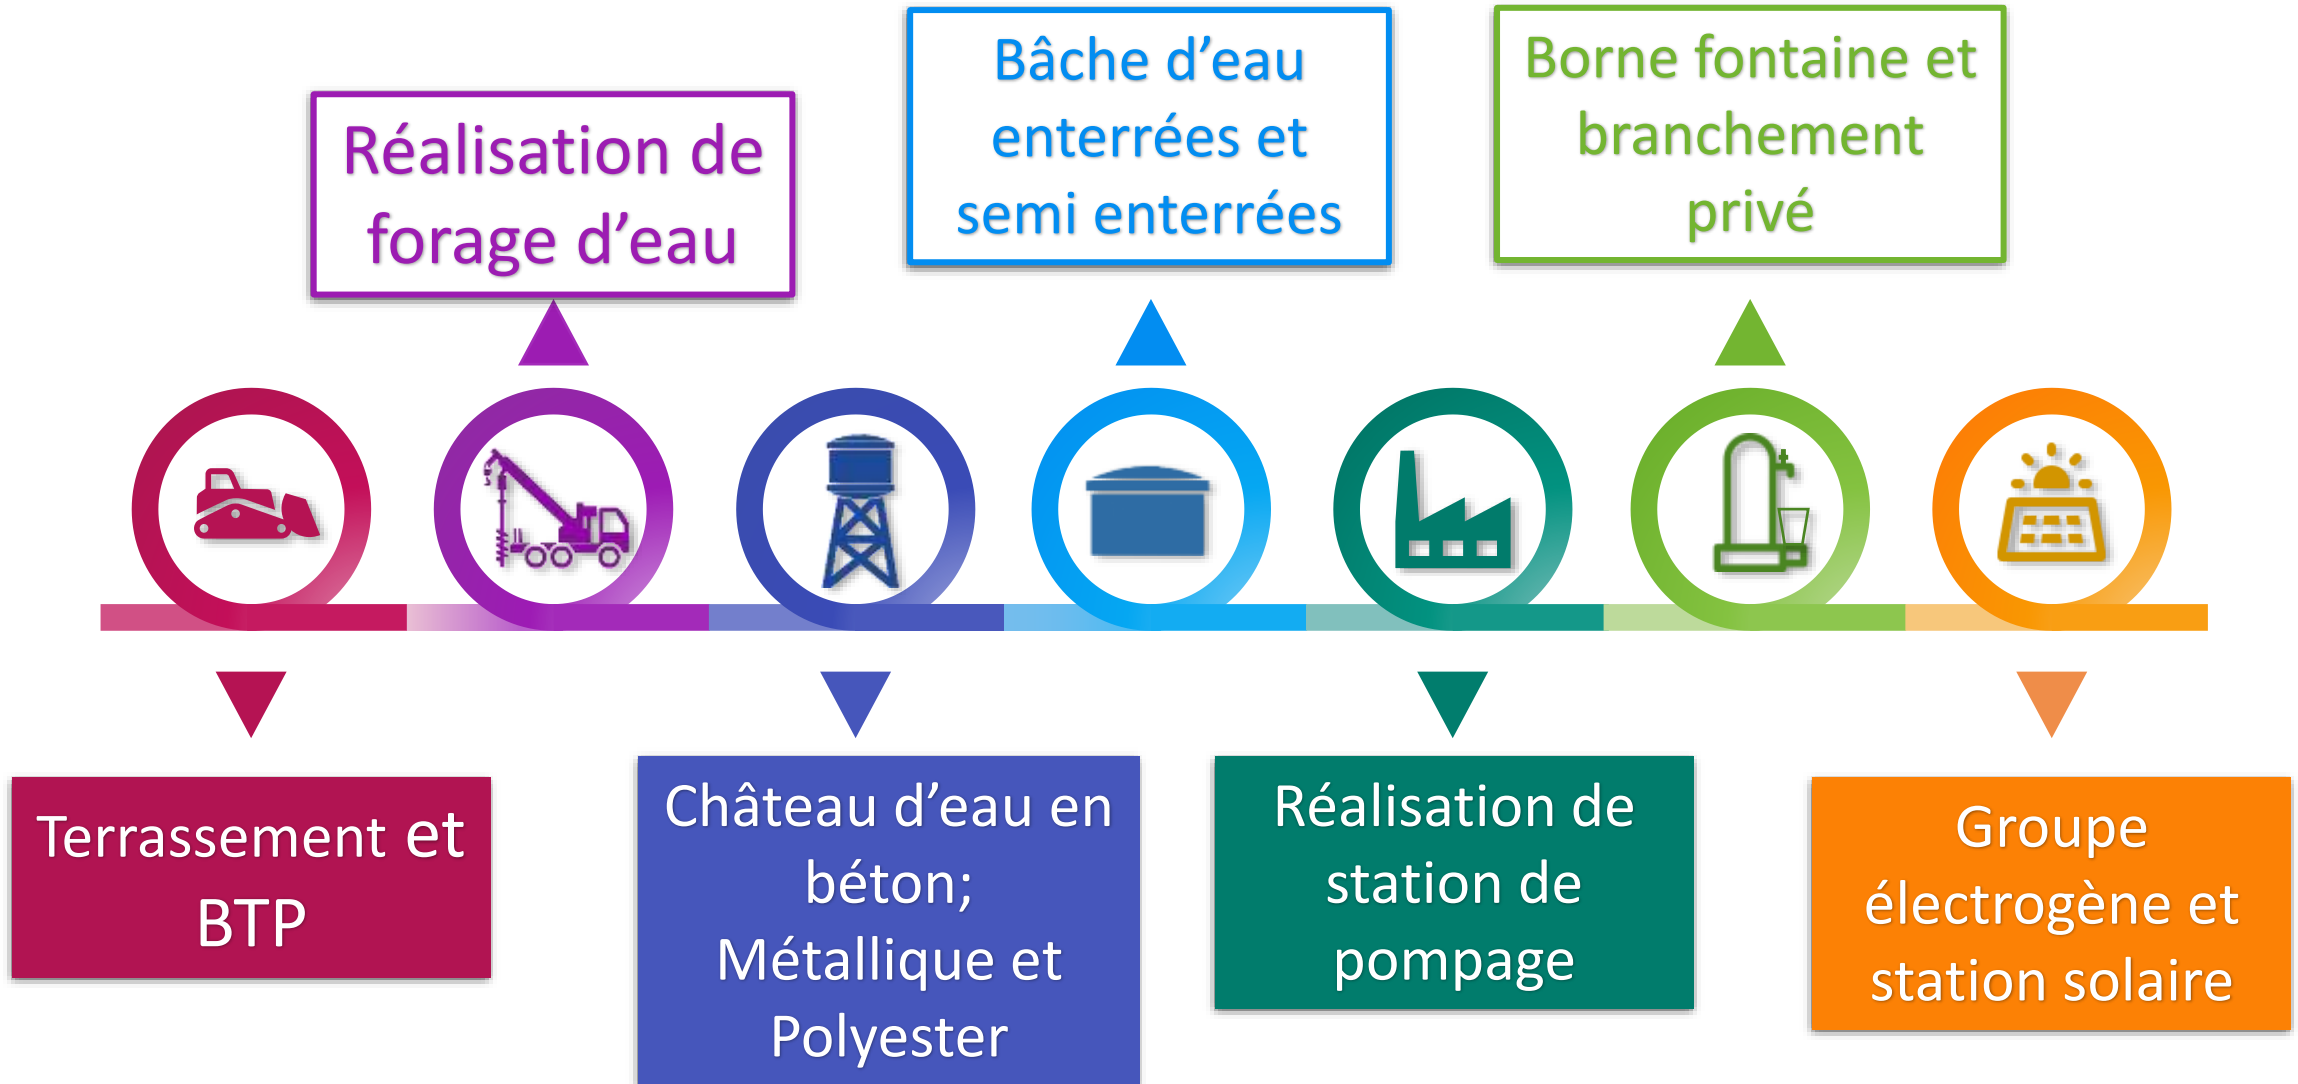 Réalisation de
forage d’eau
Bâche d’eau
enterrées et
semi enterrées
Borne fontaine et
branchement
privé
Terrassement et
BTP
Château d’eau en
béton;
Métallique et
Polyester
Réalisation de
station de
pompage
Groupe
électrogène et
station solaire